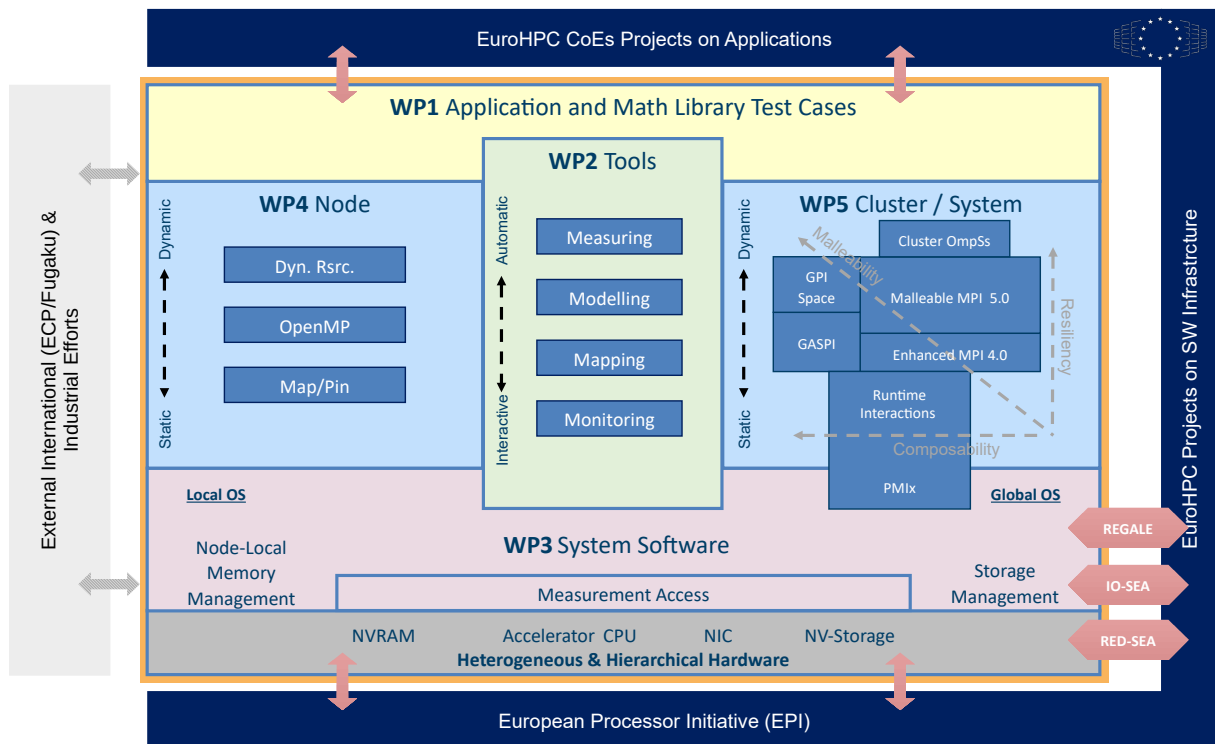 EuroHPC CoEs Projects on Applications
WP1 Application and Math Library Test Cases
External International (ECP/Fugaku) &
Industrial Efforts
WP4 Node
Dynamic
Static
Dyn. Rsrc.
OpenMP
Map/Pin
WP2 Tools
Automatic
Interactive
Measuring
Modelling
Mapping
Monitoring
WP5 Cluster / System
Dynamic
Static
Malleability
Resiliency
Composability
Cluster OmpSs
GPI
Space
Malleable MPI 5.0
GASPI
Enhanced MPI 4.0
Runtime
Interactions
PMIx
Local OS
Global OS
WP3 System Software
Node-Local
Memory
Management
Measurement Access
Storage
Management
NVRAM
Accelerator CPU
NIC
NV-Storage
Heterogeneous & Hierarchical Hardware
EuroHPC Projects on SW Infrastrcture
REGALE
IO-SEA
RED-SEA
European Processor Initiative (EPI)